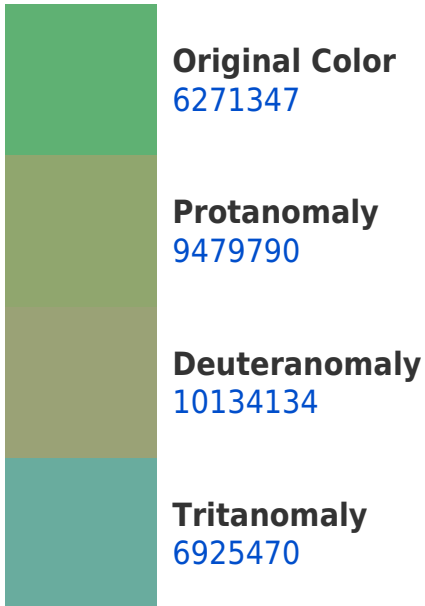 Original Color
6271347
Protanomaly
9479790
Deuteranomaly
10134134
Tritanomaly
6925470